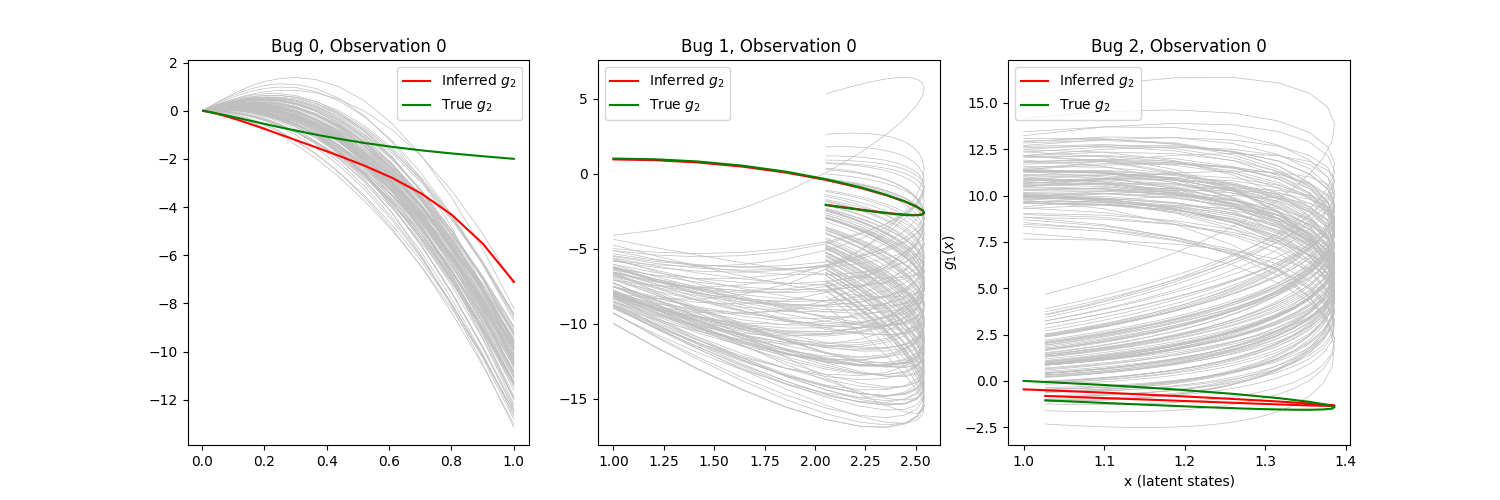 Bug 0, Observation 0
Inferred g₂
True g₂
2
0
−2
−4
−6
−8
−10
−12
0.0 0.2 0.4 0.6 0.8 1.0
Bug 1, Observation 0
Inferred g₂
True g₂
5
0
−5
−10
−15
1.00 1.25 1.50 1.75 2.00 2.25 2.50
Bug 2, Observation 0
Inferred g₂
True g₂
g₁(x)
15.0
12.5
10.0
7.5
5.0
2.5
0.0
−2.5
1.0 1.1 1.2 1.3 1.4
x (latent states)